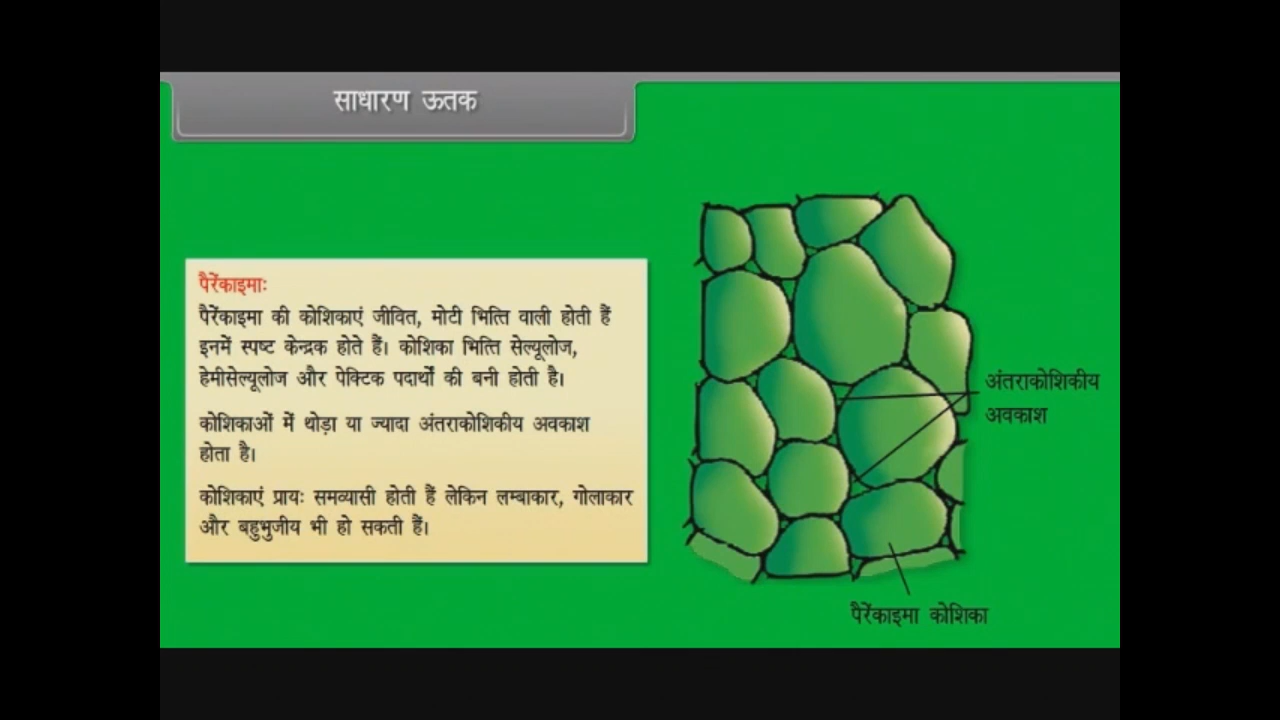 साधारण ऊतक
पैरेंकाइमाः
पैरेंकाइमा की कोशिकाएं जीवित, मोटी भित्ति वाली होती हैं
इनमें स्पष्ट केन्द्रक होते हैं। कोशिका भित्ति सेल्यूलोज,
हेमीसेल्यूलोज और पेक्टिक पदार्थों की बनी होती है।
कोशिकाओं में थोड़ा या ज्यादा अंतराकोशिकीय अवकाश
होता है।
कोशिकाएं प्रायः समव्यासी होती हैं लेकिन लम्बाकार, गोलाकार
और बहुभुजीय भी हो सकती हैं।
अंतराकोशिकीय
अवकाश
पैरेंकाइमा कोशिका